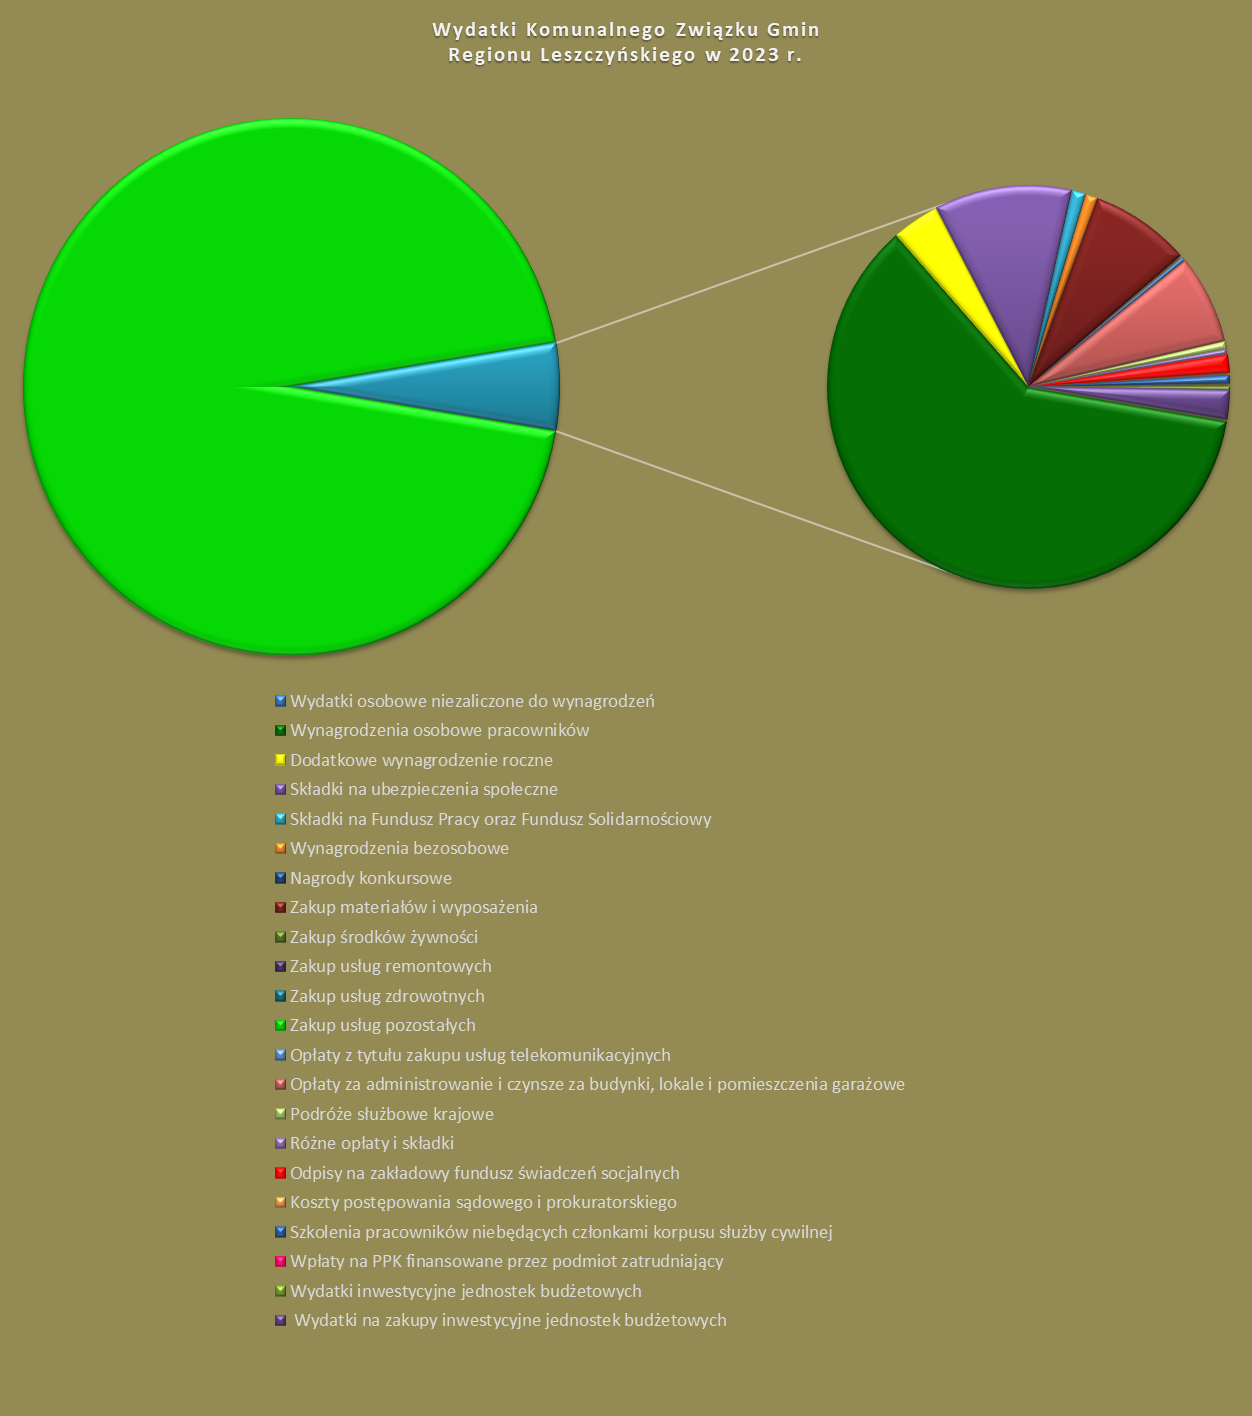 Wydatki Komunalnego Związku Gmin
Regionu Leszczyńskiego w 2023 r.
Wydatki osobowe niezaliczone do wynagrodzeń
Wynagrodzenia osobowe pracowników
Dodatkowe wynagrodzenie roczne
Składki na ubezpieczenia społeczne
Składki na Fundusz Pracy oraz Fundusz Solidarnościowy
Wynagrodzenia bezosobowe
Nagrody konkursowe
Zakup materiałów i wyposażenia
Zakup środków żywności
Zakup usług remontowych
Zakup usług zdrowotnych
Zakup usług pozostałych
Opłaty z tytułu zakupu usług telekomunikacyjnych
Opłaty za administrowanie i czynsze za budynki, lokale i pomieszczenia garażowe
Podróże służbowe krajowe
Różne opłaty i składki
Odpisy na zakładowy fundusz świadczeń socjalnych
Koszty postępowania sądowego i prokuratorskiego
Szkolenia pracowników niebędących członkami korpusu służby cywilnej
Wpłaty na PPK finansowane przez podmiot zatrudniający
Wydatki inwestycyjne jednostek budżetowych
Wydatki na zakupy inwestycyjne jednostek budżetowych